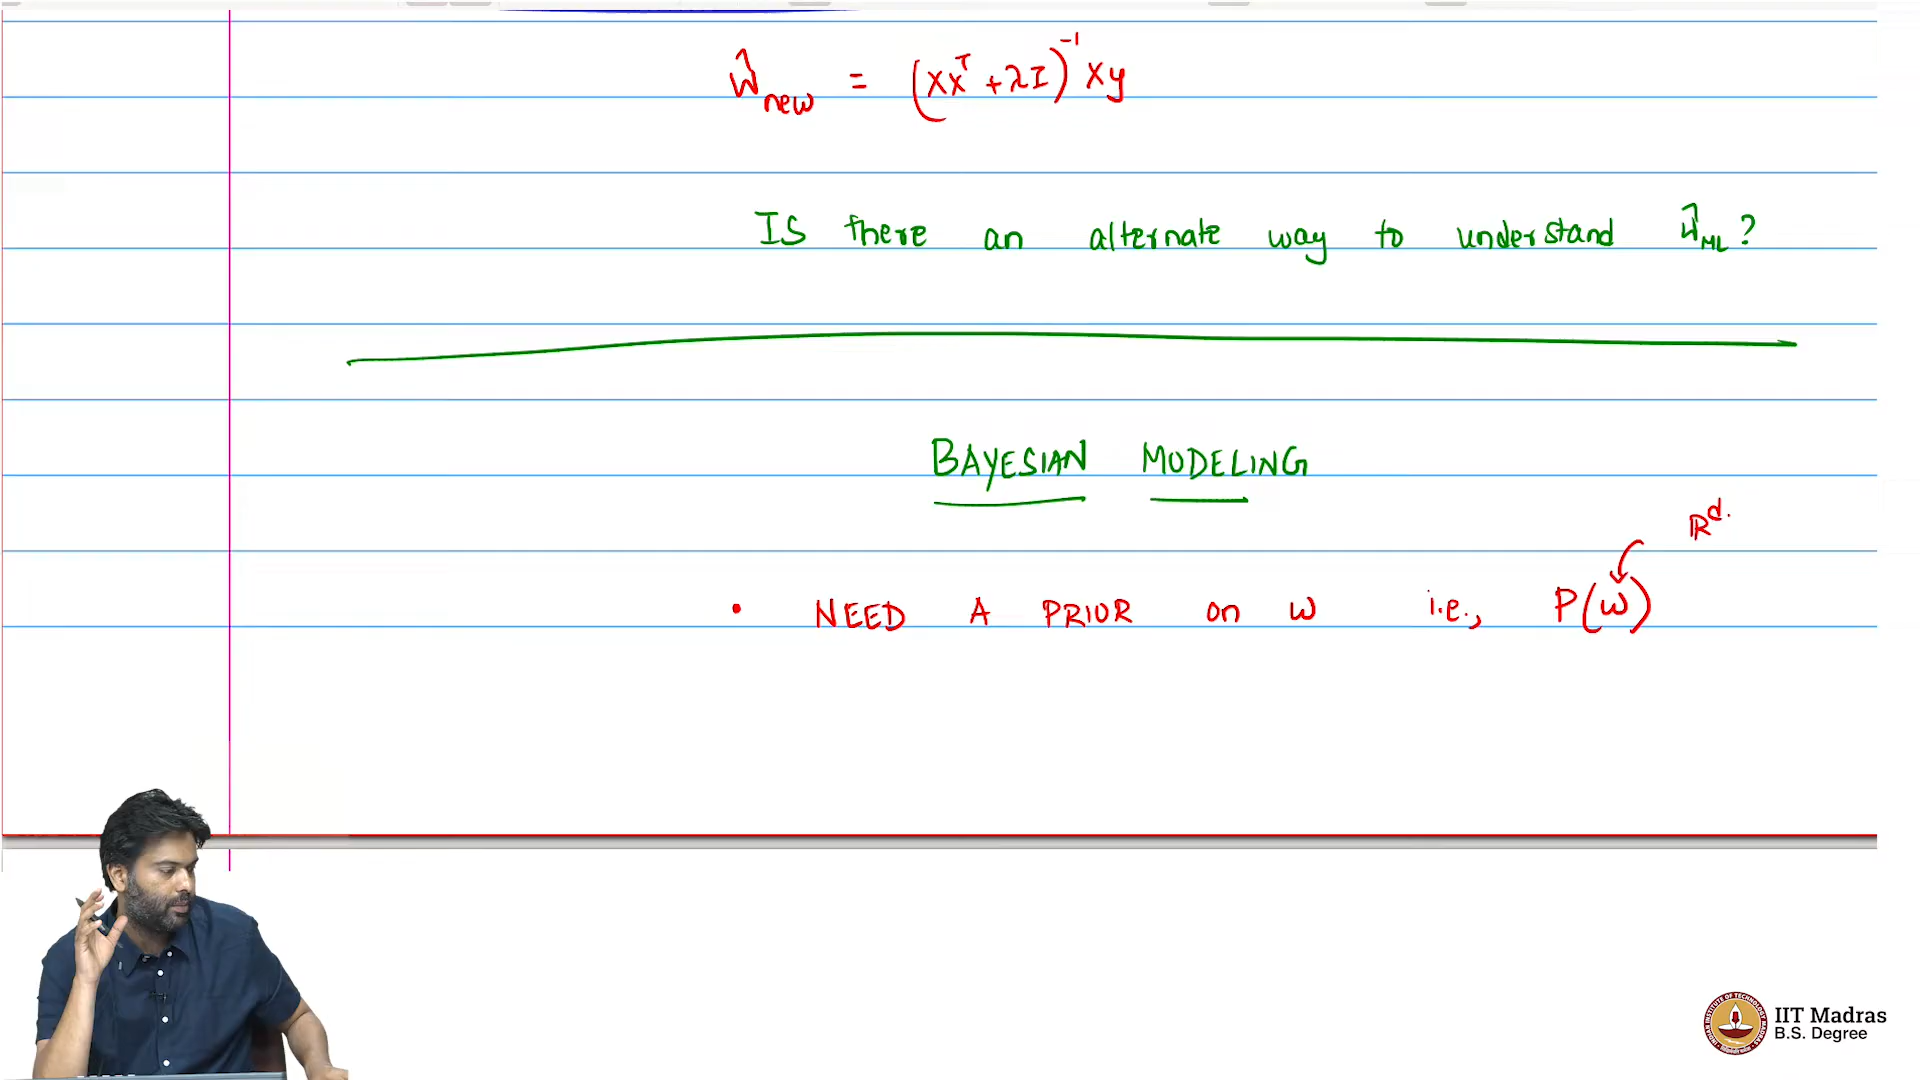 ŵ_new = (XXᵀ + λI)⁻¹ Xy
IS there an alternate way to understand ŵ_ML?
BAYESIAN MODELING
ℝᵈ.
• NEED A PRIOR on w i.e., P(w)
IIT Madras
B.S. Degree